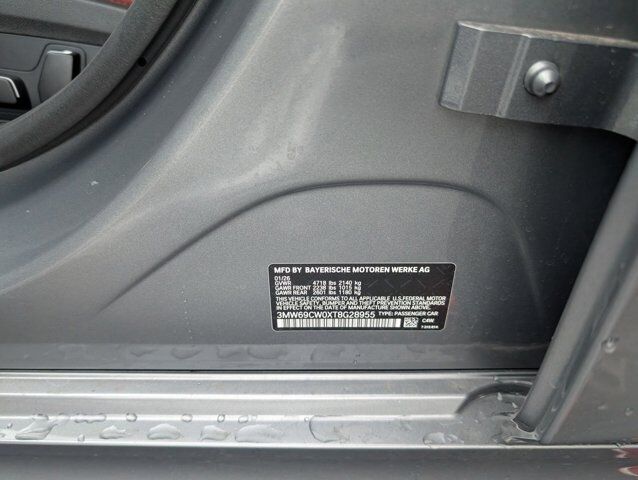 MFD BY BAYERISCHE MOTOREN WERKE AG
01/26
GVWR 4718 lbs 2140 kg
GAWR FRONT 2238 lbs 1015 kg
GAWR REAR 2601 lbs 1180 kg
THIS VEHICLE CONFORMS TO ALL APPLICABLE U.S. FEDERAL MOTOR
VEHICLE SAFETY, BUMPER AND THEFT PREVENTION STANDARDS
IN EFFECT ON THE DATE OF MANUFACTURE SHOWN ABOVE.
3MW69CW0XT8G28955 TYPE: PASSENGER CAR
C4W